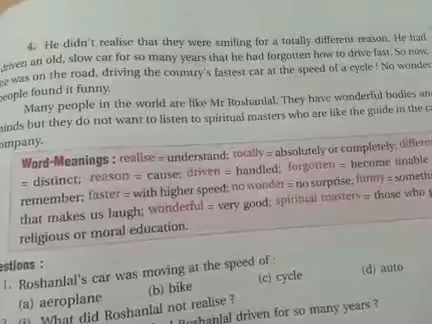 4. He didn't realise that they were smiling for a totally different reason. He had
driven an old, slow car for so many years that he had forgotten how to drive fast. So now,
he was on the road, driving the country's fastest car at the speed of a cycle! No wonder
people found it funny.
Many people in the world are like Mr Roshanlal. They have wonderful bodies an
minds but they do not want to listen to spiritual masters who are like the guide in the c
ompany.
Word-Meanings : realise = understand; totally = absolutely or completely; differe
= distinct; reason = cause; driven = handled; forgotten = become unable
remember; faster = with higher speed; no wonder = no surprise; funny = someth
that makes us laugh; wonderful = very good; spiritual masters = those who
religious or moral education.
estions :
1. Roshanlal's car was moving at the speed of :
(a) aeroplane (b) bike (c) cycle (d) auto
(i) What did Roshanlal not realise ?
Roshanlal driven for so many years ?